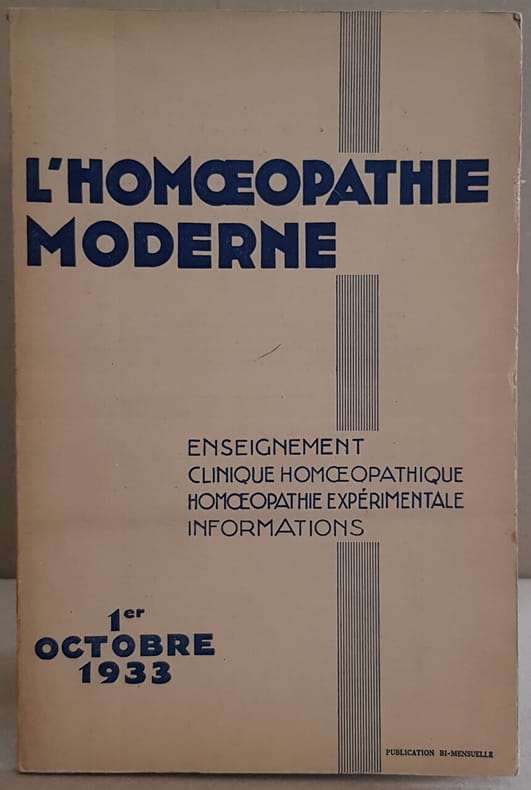 L'HOMŒOPATHIE
MODERNE
ENSEIGNEMENT
CLINIQUE HOMŒOPATHIQUE
HOMŒOPATHIE EXPÉRIMENTALE
INFORMATIONS
1er
OCTOBRE
1933
PUBLICATION BI-MENSUELLE